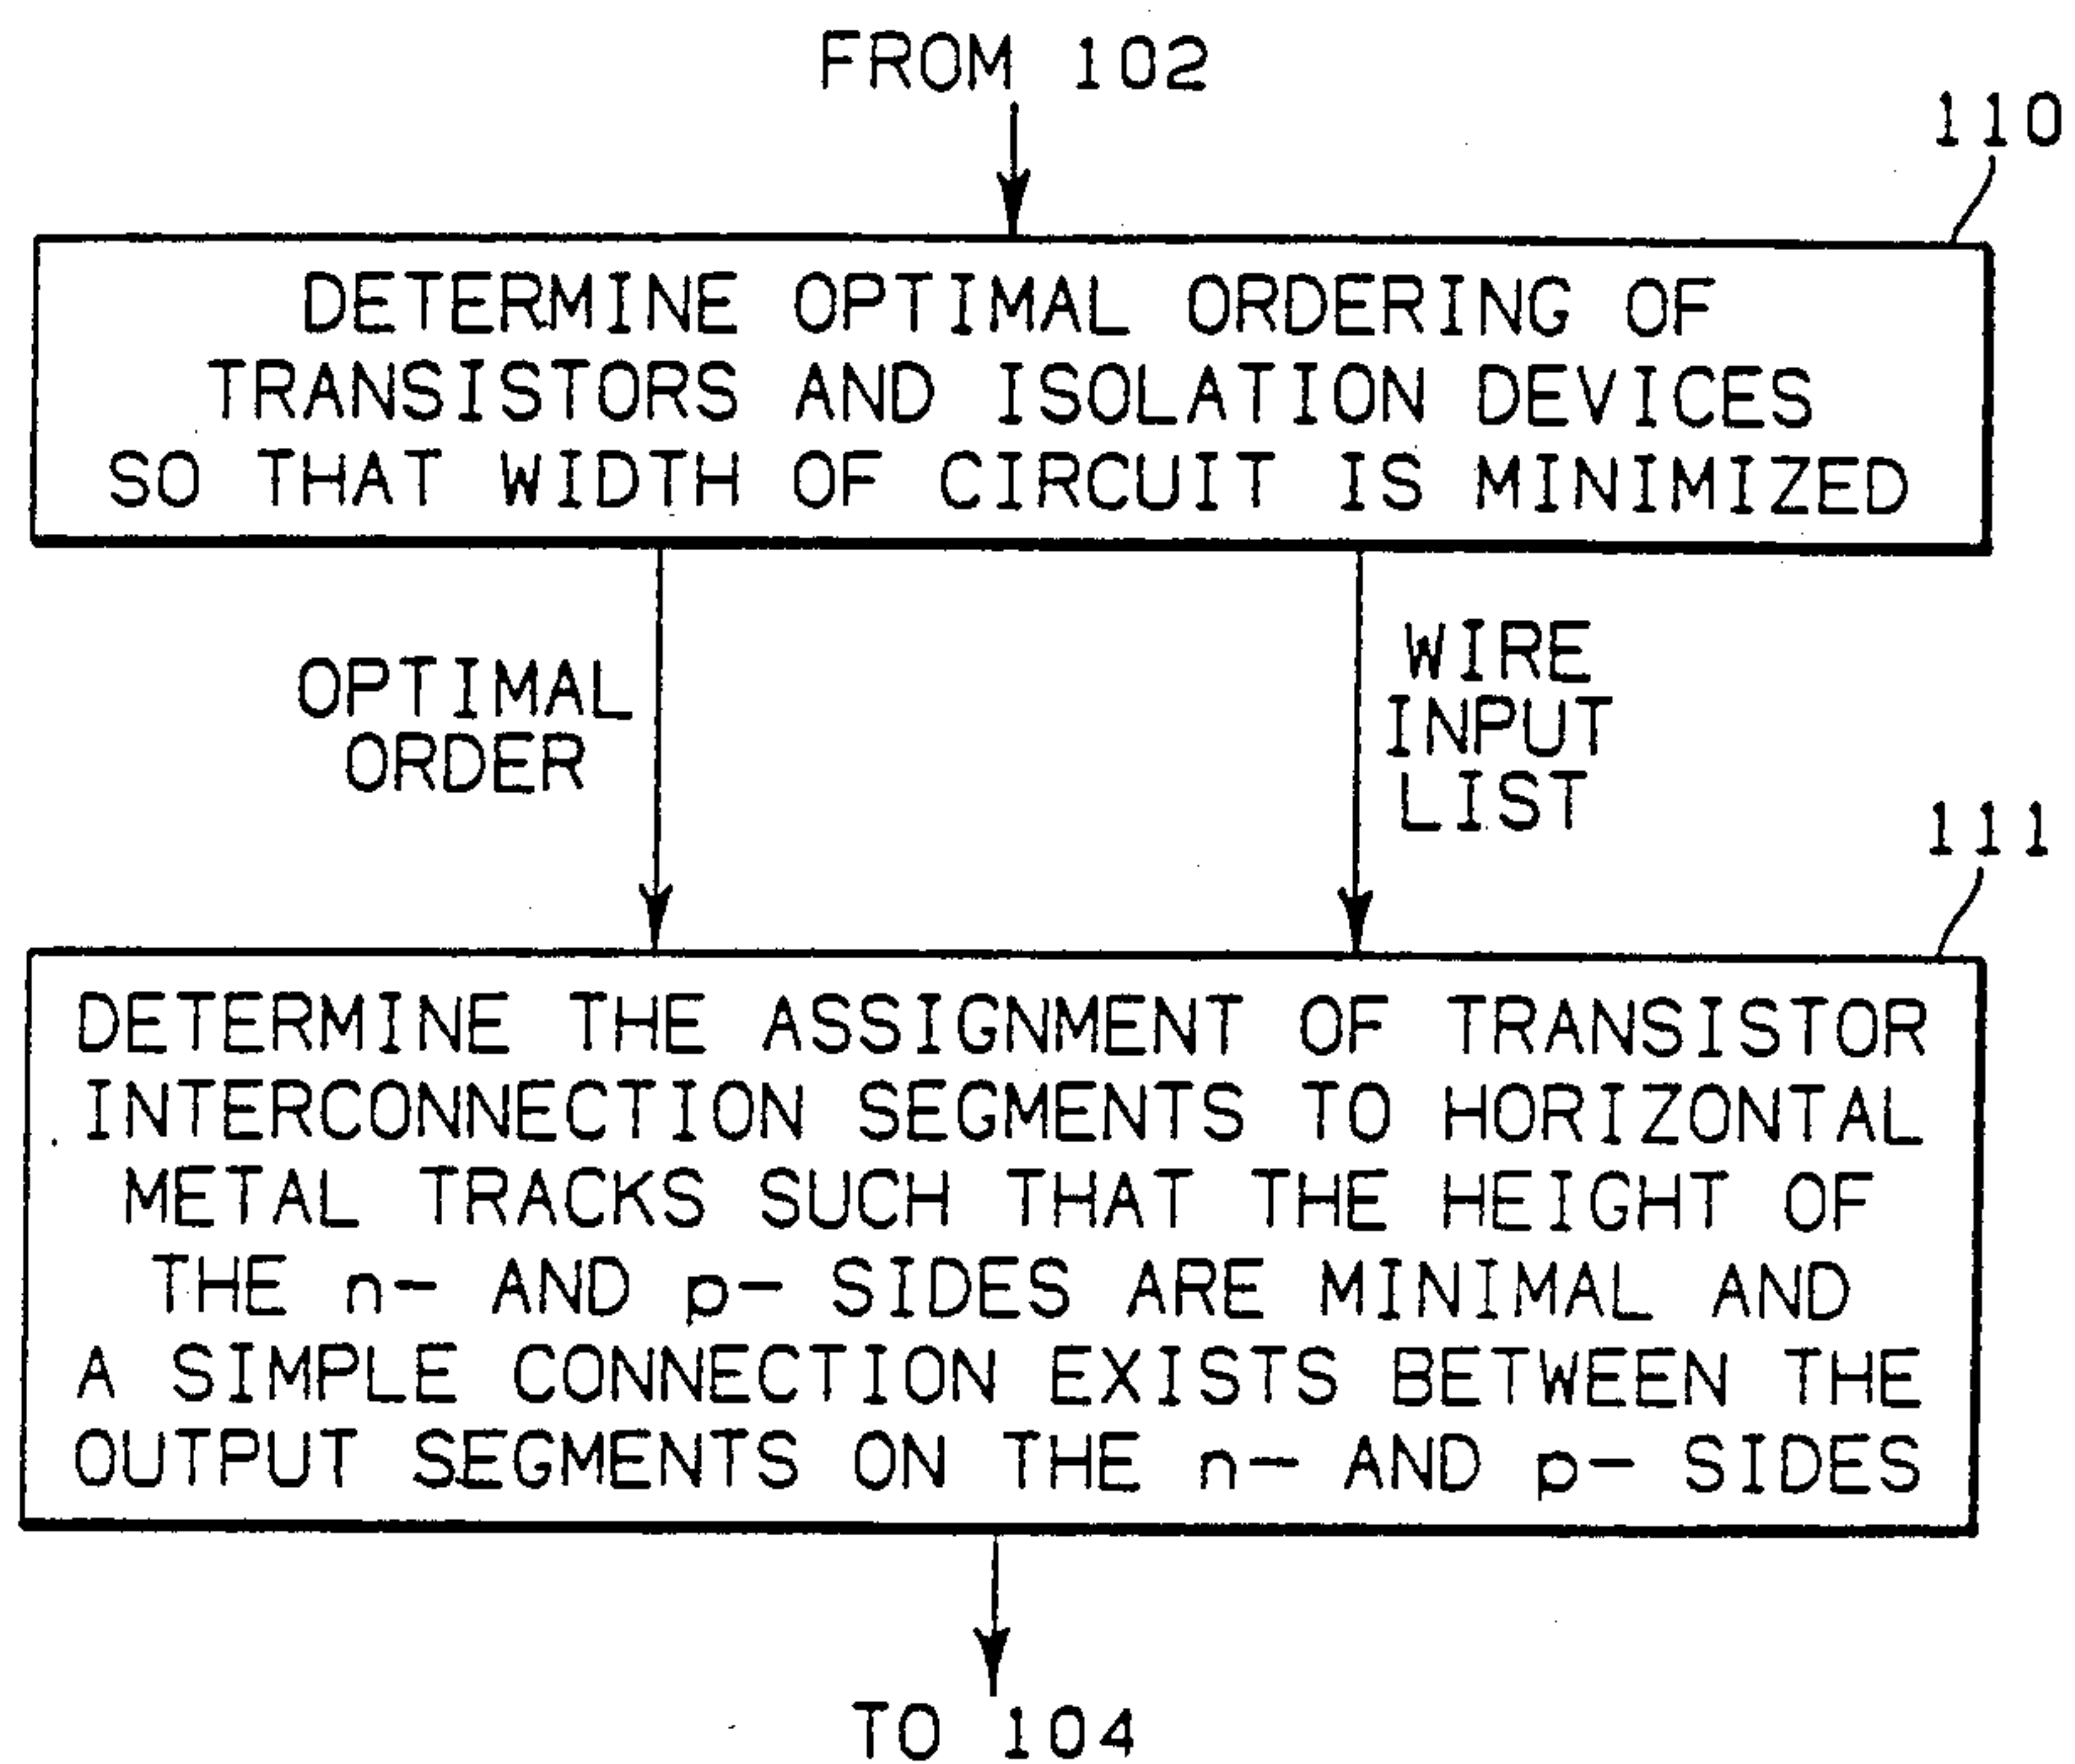 FROM 102
110
DETERMINE OPTIMAL ORDERING OF
TRANSISTORS AND ISOLATION DEVICES
SO THAT WIDTH OF CIRCUIT IS MINIMIZED
OPTIMAL
ORDER
WIRE
INPUT
LIST
111
DETERMINE THE ASSIGNMENT OF TRANSISTOR
INTERCONNECTION SEGMENTS TO HORIZONTAL
METAL TRACKS SUCH THAT THE HEIGHT OF
THE n- AND p- SIDES ARE MINIMAL AND
A SIMPLE CONNECTION EXISTS BETWEEN THE
OUTPUT SEGMENTS ON THE n- AND p- SIDES
TO 104